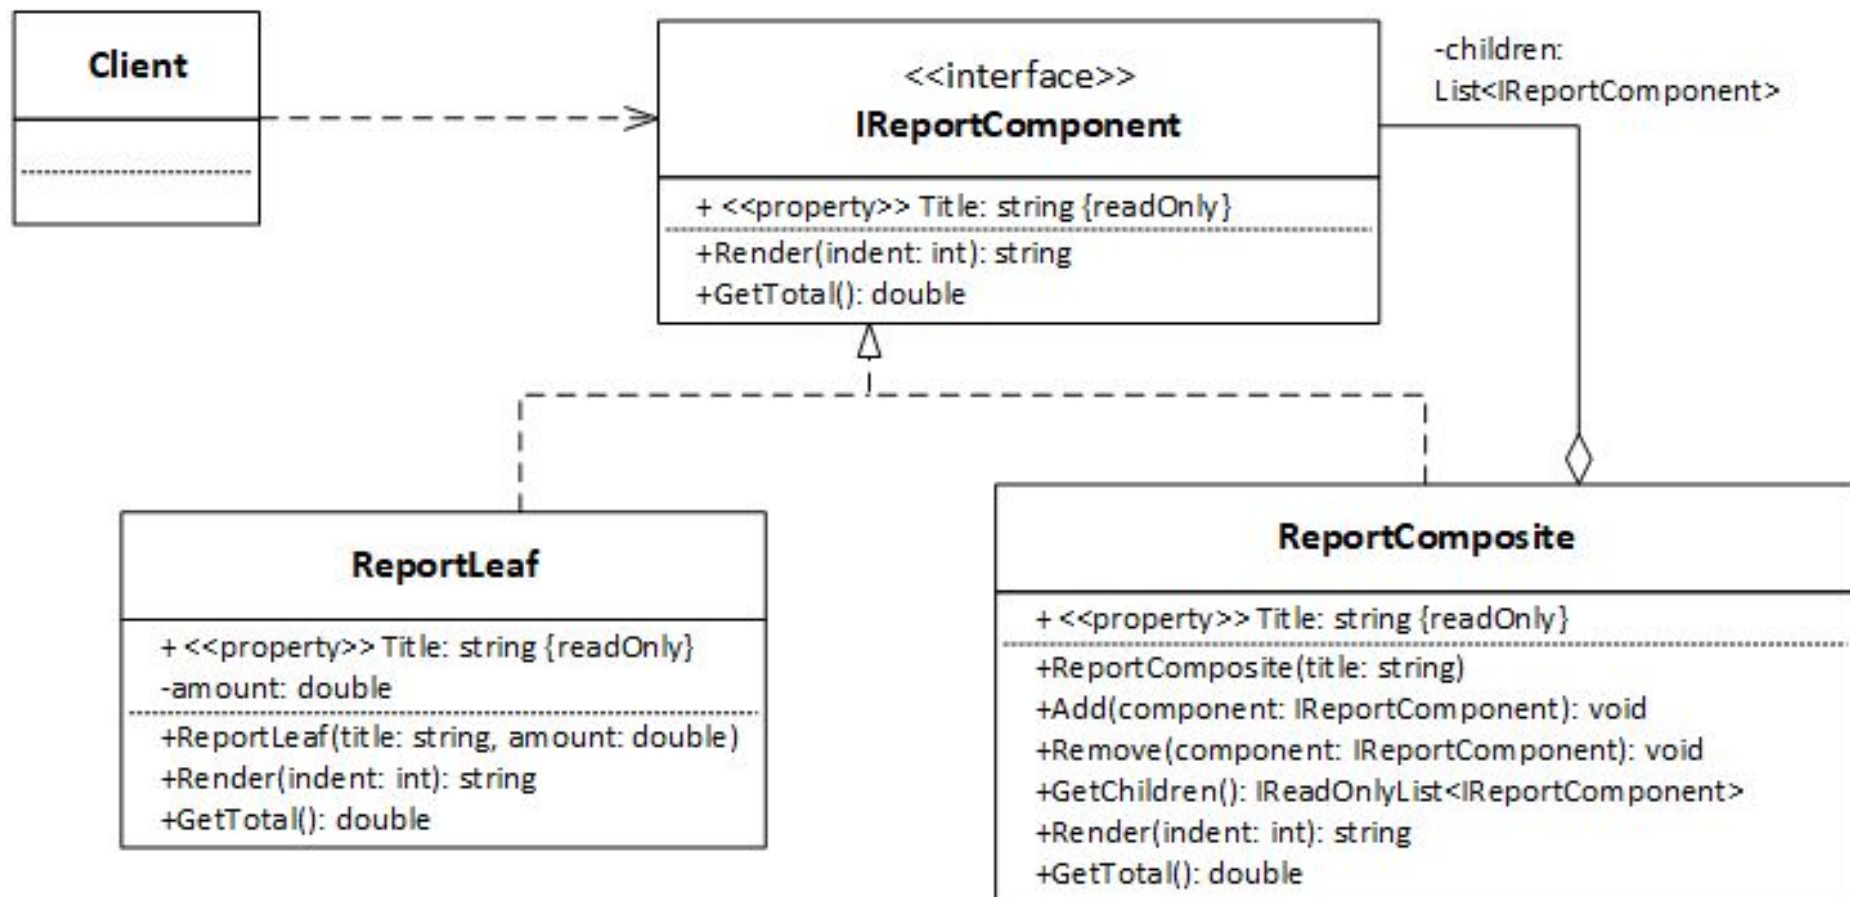 Client
<<interface>>
IReportComponent
+ <<property>> Title: string {readOnly}
+Render(indent: int): string
+GetTotal(): double
-children:
List<IReportComponent>
ReportLeaf
+ <<property>> Title: string {readOnly}
-amount: double
+ReportLeaf(title: string, amount: double)
+Render(indent: int): string
+GetTotal(): double
ReportComposite
+ <<property>> Title: string {readOnly}
+ReportComposite(title: string)
+Add(component: IReportComponent): void
+Remove(component: IReportComponent): void
+GetChildren(): IReadOnlyList<IReportComponent>
+Render(indent: int): string
+GetTotal(): double